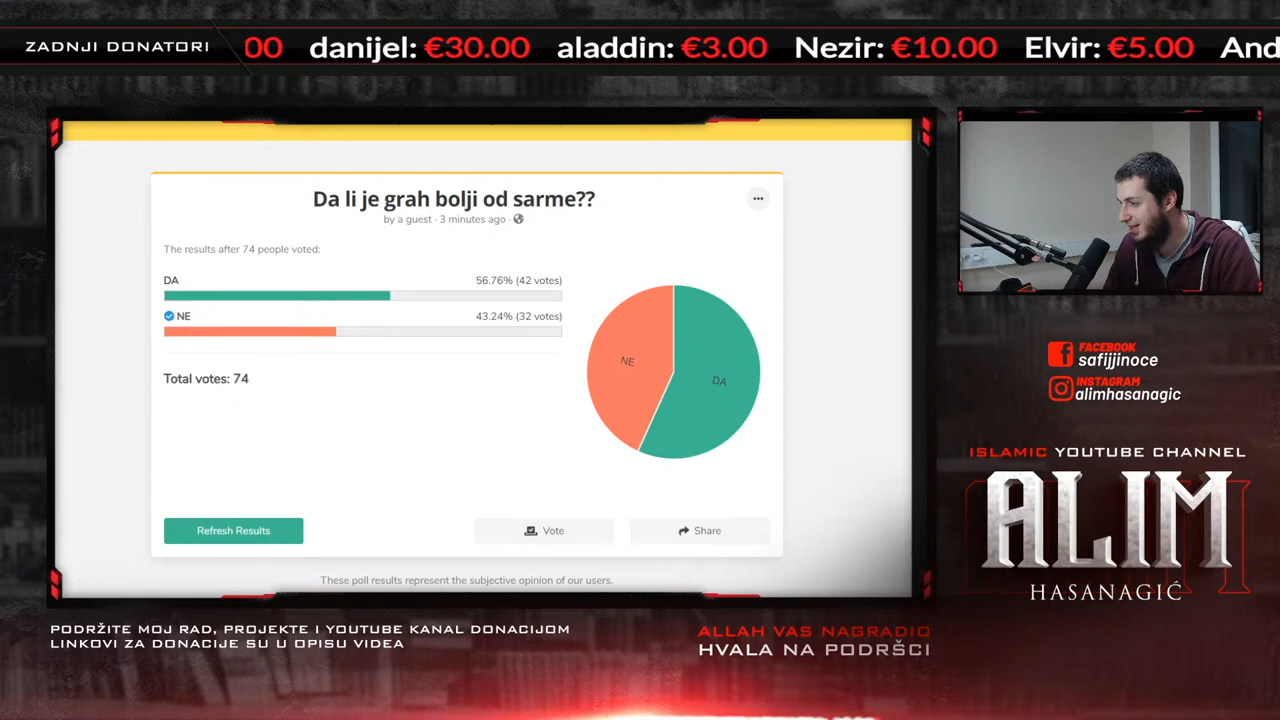 ZADNJI DONATORI
00 danijel: €30.00 aladdin: €3.00 Nezir: €10.00 Elvir: €5.00 And
Da li je grah bolji od sarme??
by a guest · 3 minutes ago ·
The results after 74 people voted:
DA 56.76% (42 votes)
NE 43.24% (32 votes)
Total votes: 74
NE
DA
Refresh Results
Vote
Share
These poll results represent the subjective opinion of our users.
FACEBOOK
safijjinoce
INSTAGRAM
alimhasanagic
ISLAMIC YOUTUBE CHANNEL
ALIM
HASANAGIĆ
PODRŽITE MOJ RAD, PROJEKTE I YOUTUBE KANAL DONACIJOM
LINKOVI ZA DONACIJE SU U OPISU VIDEA
ALLAH VAS NAGRADIO
HVALA NA PODRŠCI